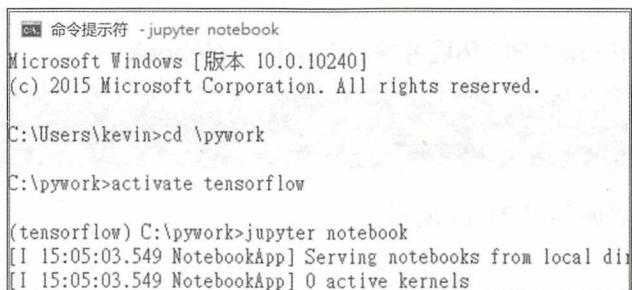 命令提示符 - jupyter notebook
Microsoft Windows [版本 10.0.10240]
(c) 2015 Microsoft Corporation. All rights reserved.
C:\Users\kevin>cd \pywork
C:\pywork>activate tensorflow
(tensorflow) C:\pywork>jupyter notebook
[I 15:05:03.549 NotebookApp] Serving notebooks from local
[I 15:05:03.549 NotebookApp] 0 active kernels